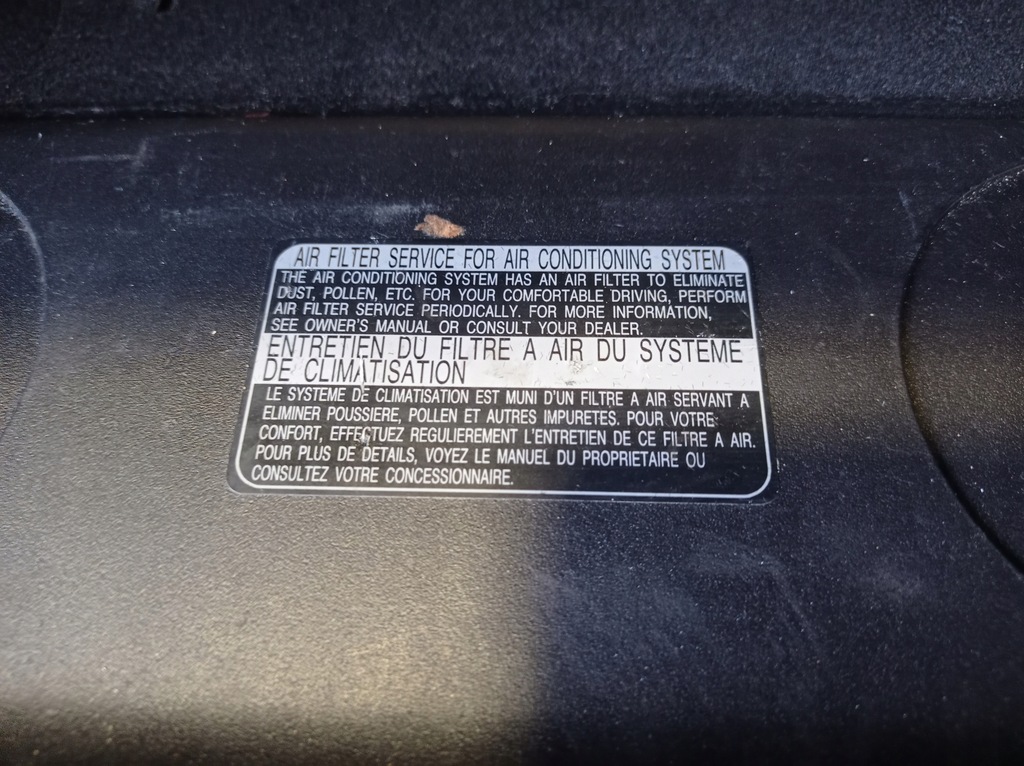 AIR FILTER SERVICE FOR AIR CONDITIONING SYSTEM
THE AIR CONDITIONING SYSTEM HAS AN AIR FILTER TO ELIMINATE
DUST, POLLEN, ETC. FOR YOUR COMFORTABLE DRIVING, PERFORM
AIR FILTER SERVICE PERIODICALLY. FOR MORE INFORMATION,
SEE OWNER'S MANUAL OR CONSULT YOUR DEALER.
ENTRETIEN DU FILTRE A AIR DU SYSTEME
DE CLIMATISATION
LE SYSTEME DE CLIMATISATION EST MUNI D'UN FILTRE A AIR SERVANT A
ELIMINER POUSSIERE, POLLEN ET AUTRES IMPURETES. POUR VOTRE
CONFORT, EFFECTUEZ REGULIEREMENT L'ENTRETIEN DE CE FILTRE A AIR.
POUR PLUS DE DETAILS, VOYEZ LE MANUEL DU PROPRIETAIRE OU
CONSULTEZ VOTRE CONCESSIONNAIRE.